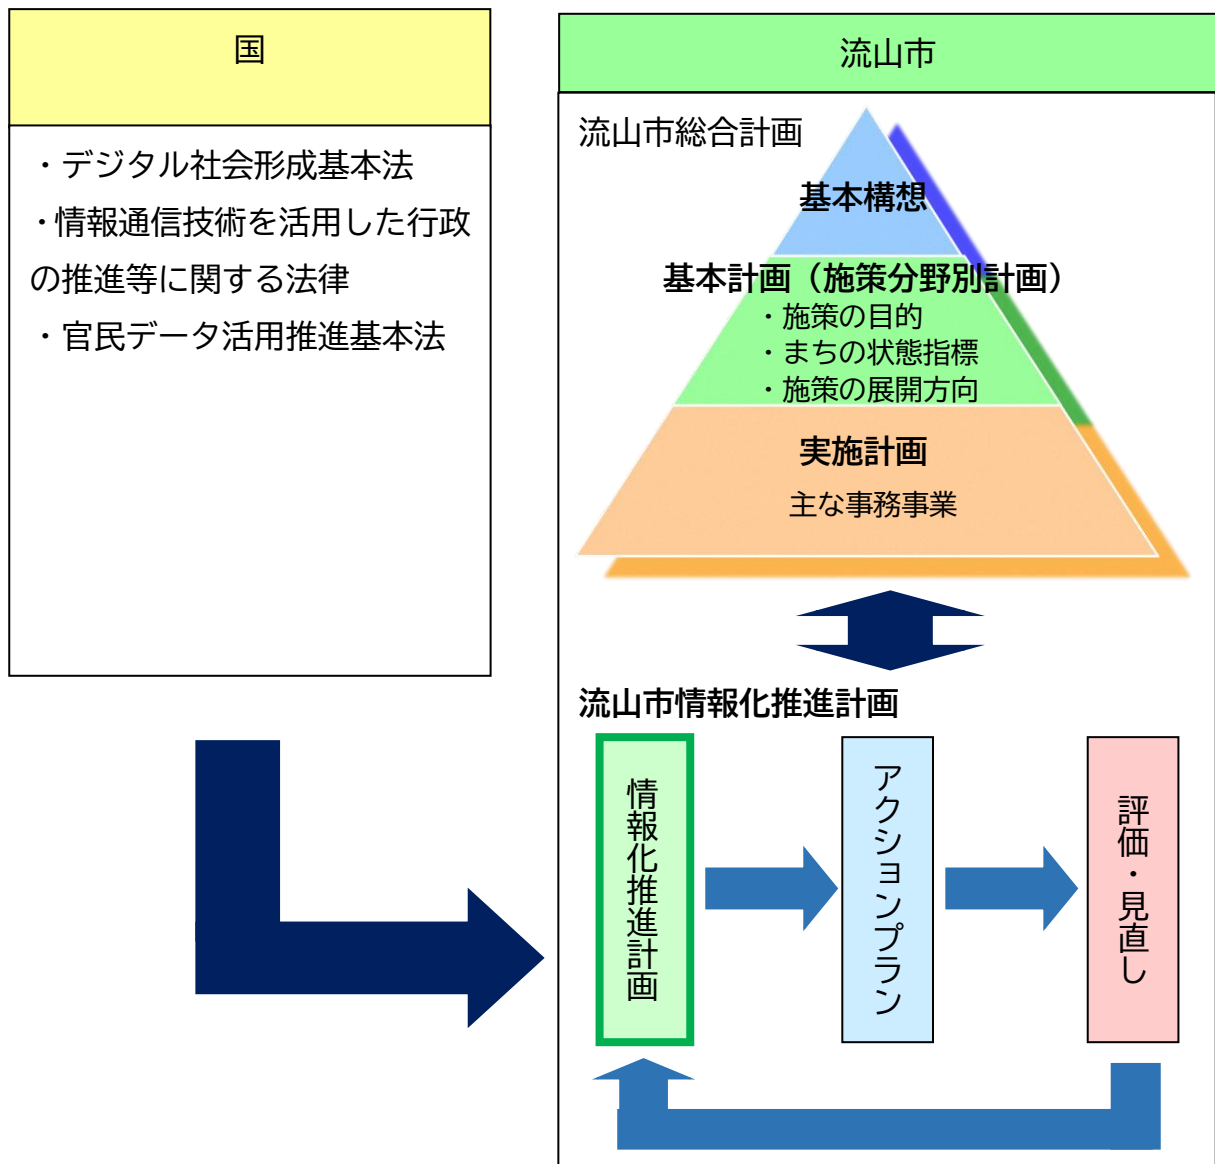 国
・デジタル社会形成基本法
・情報通信技術を活用した行政
の推進等に関する法律
・官民データ活用推進基本法
流山市
流山市総合計画
基本構想
基本計画（施策分野別計画）
・施策の目的
・まちの状態指標
・施策の展開方向
実施計画
主な事務事業
流山市情報化推進計画
情報化推進計画
アクションプラン
評価・見直し